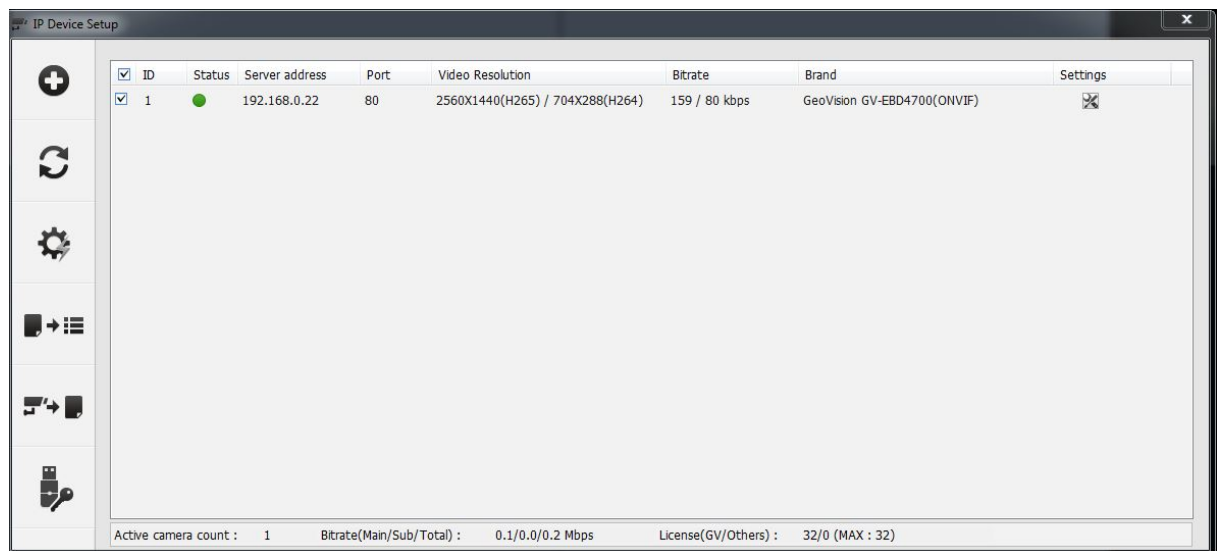 IP Device Setup
ID Status Server address Port Video Resolution Bitrate Brand Settings
1 192.168.0.22 80 2560X1440(H265) / 704X288(H264) 159 / 80 kbps GeoVision GV-EBD4700(ONVIF)
Active camera count : 1 Bitrate(Main/Sub/Total) : 0.1/0.0/0.2 Mbps License(GV/Others) : 32/0 (MAX : 32)